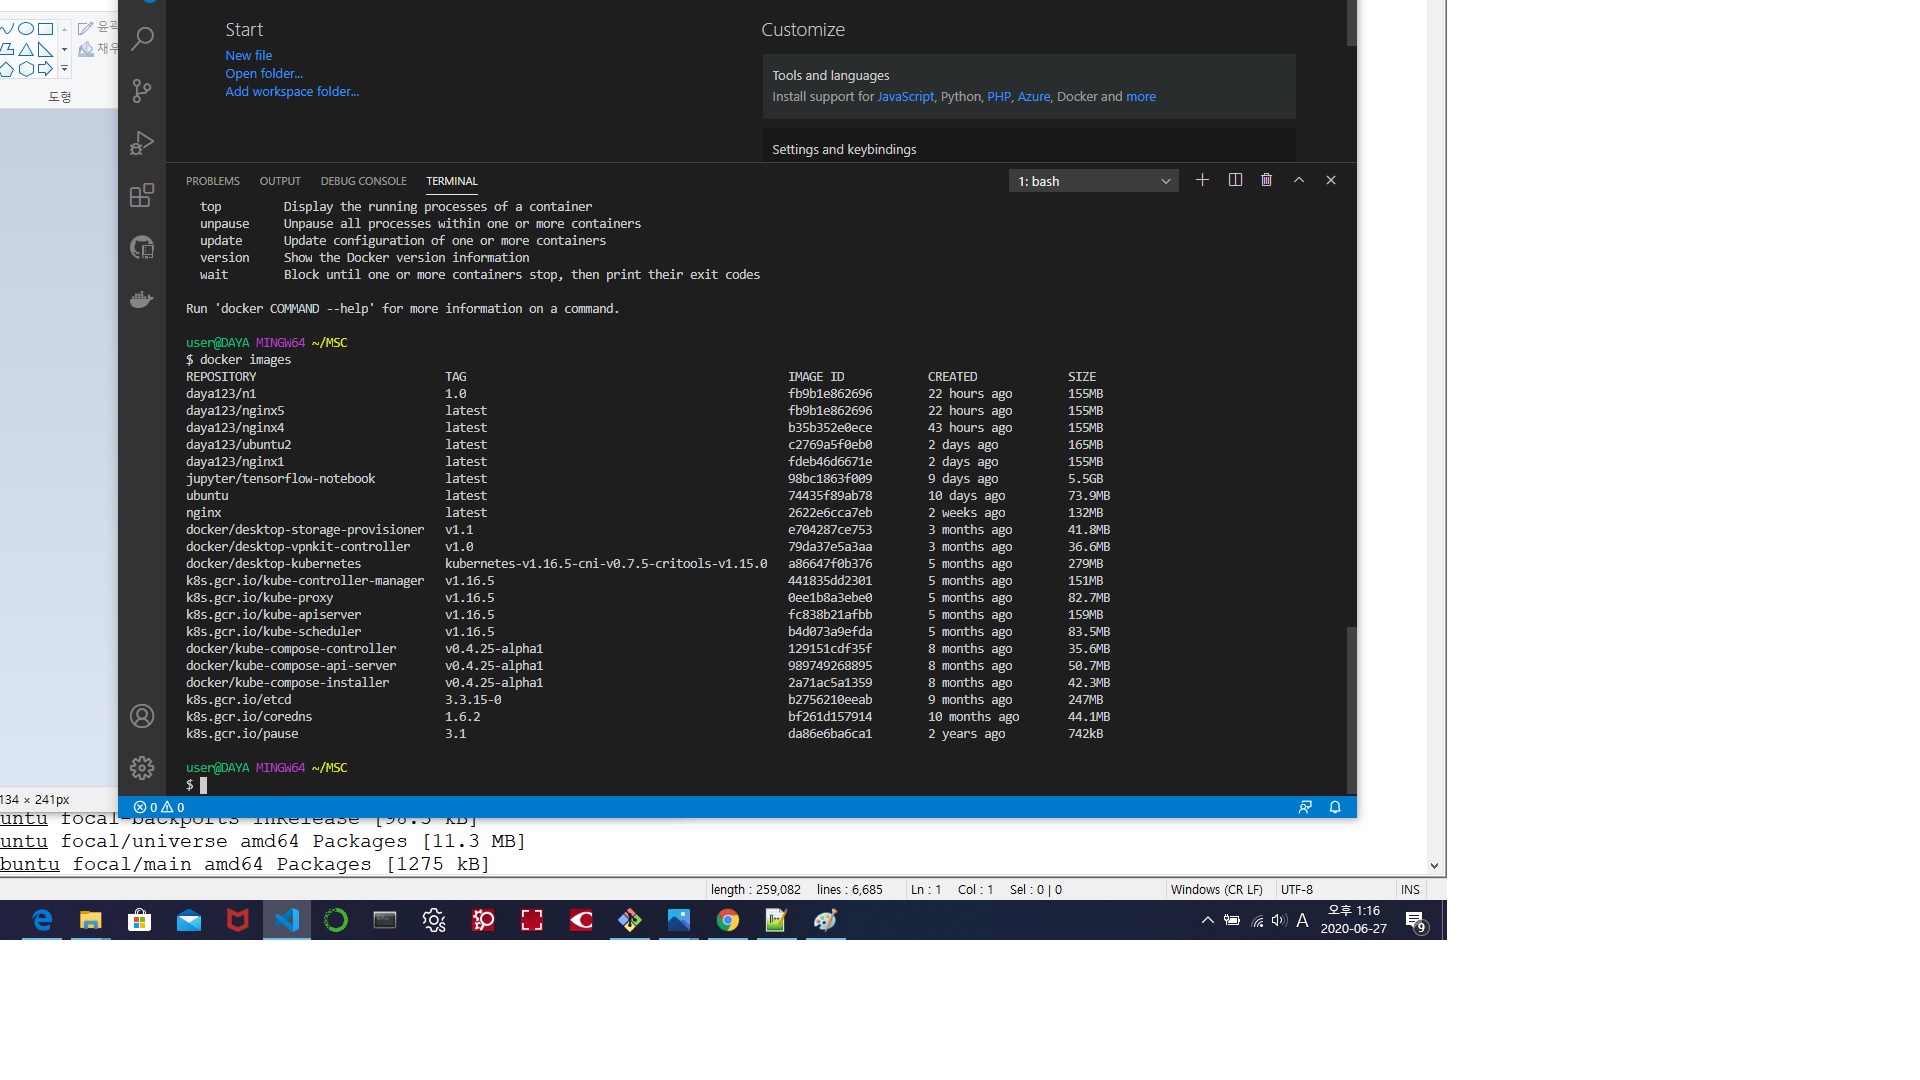 Start
Customize
New file
Open folder...
Add workspace folder...
Tools and languages
Install support for JavaScript, Python, PHP, Azure, Docker and more
Settings and keybindings
도형
PROBLEMS OUTPUT DEBUG CONSOLE TERMINAL 1: bash
top Display the running processes of a container
unpause Unpause all processes within one or more containers
update Update configuration of one or more containers
version Show the Docker version information
wait Block until one or more containers stop, then print their exit codes
Run 'docker COMMAND --help' for more information on a command.
user@DAYA MINGW64 ~/MSC
$ docker images
REPOSITORY TAG IMAGE ID CREATED SIZE
daya123/n1 1.0 fb9b1e862696 22 hours ago 155MB
daya123/nginx5 latest fb9b1e862696 22 hours ago 155MB
daya123/nginx4 latest b35b352e0ece 43 hours ago 155MB
daya123/ubuntu2 latest c2769a5f0eb0 2 days ago 165MB
daya123/nginx1 latest fdeb46d6671e 2 days ago 155MB
jupyter/tensorflow-notebook latest 98bc1863f009 9 days ago 5.5GB
ubuntu latest 74435f89ab78 10 days ago 73.9MB
nginx latest 2622e6cca7eb 2 weeks ago 132MB
docker/desktop-storage-provisioner v1.1 e704287ce753 3 months ago 41.8MB
docker/desktop-vpnkit-controller v1.0 79da37e5a3aa 3 months ago 36.6MB
docker/desktop-kubernetes kubernetes-v1.16.5-cni-v0.7.5-critools-v1.15.0 a86647f0b376 5 months ago 279MB
k8s.gcr.io/kube-controller-manager v1.16.5 441835dd2301 5 months ago 151MB
k8s.gcr.io/kube-proxy v1.16.5 0ee1b8a3ebe0 5 months ago 82.7MB
k8s.gcr.io/kube-apiserver v1.16.5 fc838b21afbb 5 months ago 159MB
k8s.gcr.io/kube-scheduler v1.16.5 b4d073a9efda 5 months ago 83.5MB
docker/kube-compose-controller v0.4.25-alpha1 129151cdf35f 8 months ago 35.6MB
docker/kube-compose-api-server v0.4.25-alpha1 989749268895 8 months ago 50.7MB
docker/kube-compose-installer v0.4.25-alpha1 2a71ac5a1359 8 months ago 42.3MB
k8s.gcr.io/etcd 3.3.15-0 b2756210eeab 9 months ago 247MB
k8s.gcr.io/coredns 1.6.2 bf261d157914 10 months ago 44.1MB
k8s.gcr.io/pause 3.1 da86e6ba6ca1 2 years ago 742kB
user@DAYA MINGW64 ~/MSC
$
134 × 241px
0 0
untu focal-backports InRelease [98.3 kB]
untu focal/universe amd64 Packages [11.3 MB]
buntu focal/main amd64 Packages [1275 kB]
length : 259,082 lines : 6,685 Ln : 1 Col : 1 Sel : 0 | 0 Windows (CR LF) UTF-8 INS
A 오후 1:16
2020-06-27 9